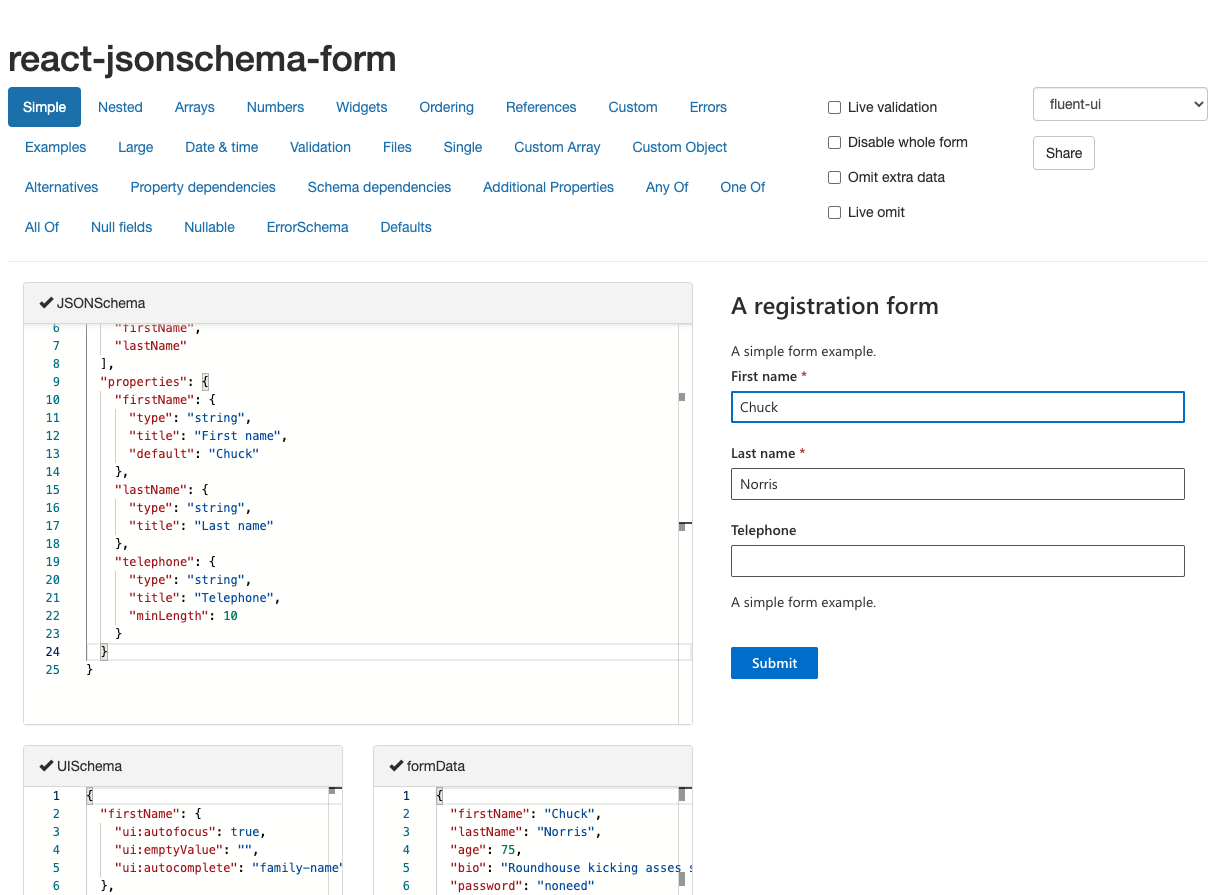 react-jsonschema-form
Simple Nested Arrays Numbers Widgets Ordering References Custom Errors
Examples Large Date & time Validation Files Single Custom Array Custom Object
Alternatives Property dependencies Schema dependencies Additional Properties Any Of One Of
All Of Null fields Nullable ErrorSchema Defaults
Live validation
Disable whole form
Omit extra data
Live omit
fluent-ui
Share
JSONSchema
6 "firstName",
7 "lastName"
8 ],
9 "properties": {
10 "firstName": {
11 "type": "string",
12 "title": "First name",
13 "default": "Chuck"
14 },
15 "lastName": {
16 "type": "string",
17 "title": "Last name"
18 },
19 "telephone": {
20 "type": "string",
21 "title": "Telephone",
22 "minLength": 10
23 }
24 }
25 }
A registration form
A simple form example.
First name *
Chuck
Last name *
Norris
Telephone
A simple form example.
Submit
UISchema
1 {
2 "firstName": {
3 "ui:autofocus": true,
4 "ui:emptyValue": "",
5 "ui:autocomplete": "family-name"
6 },
formData
1 {
2 "firstName": "Chuck",
3 "lastName": "Norris",
4 "age": 75,
5 "bio": "Roundhouse kicking asses s
6 "password": "noneed"